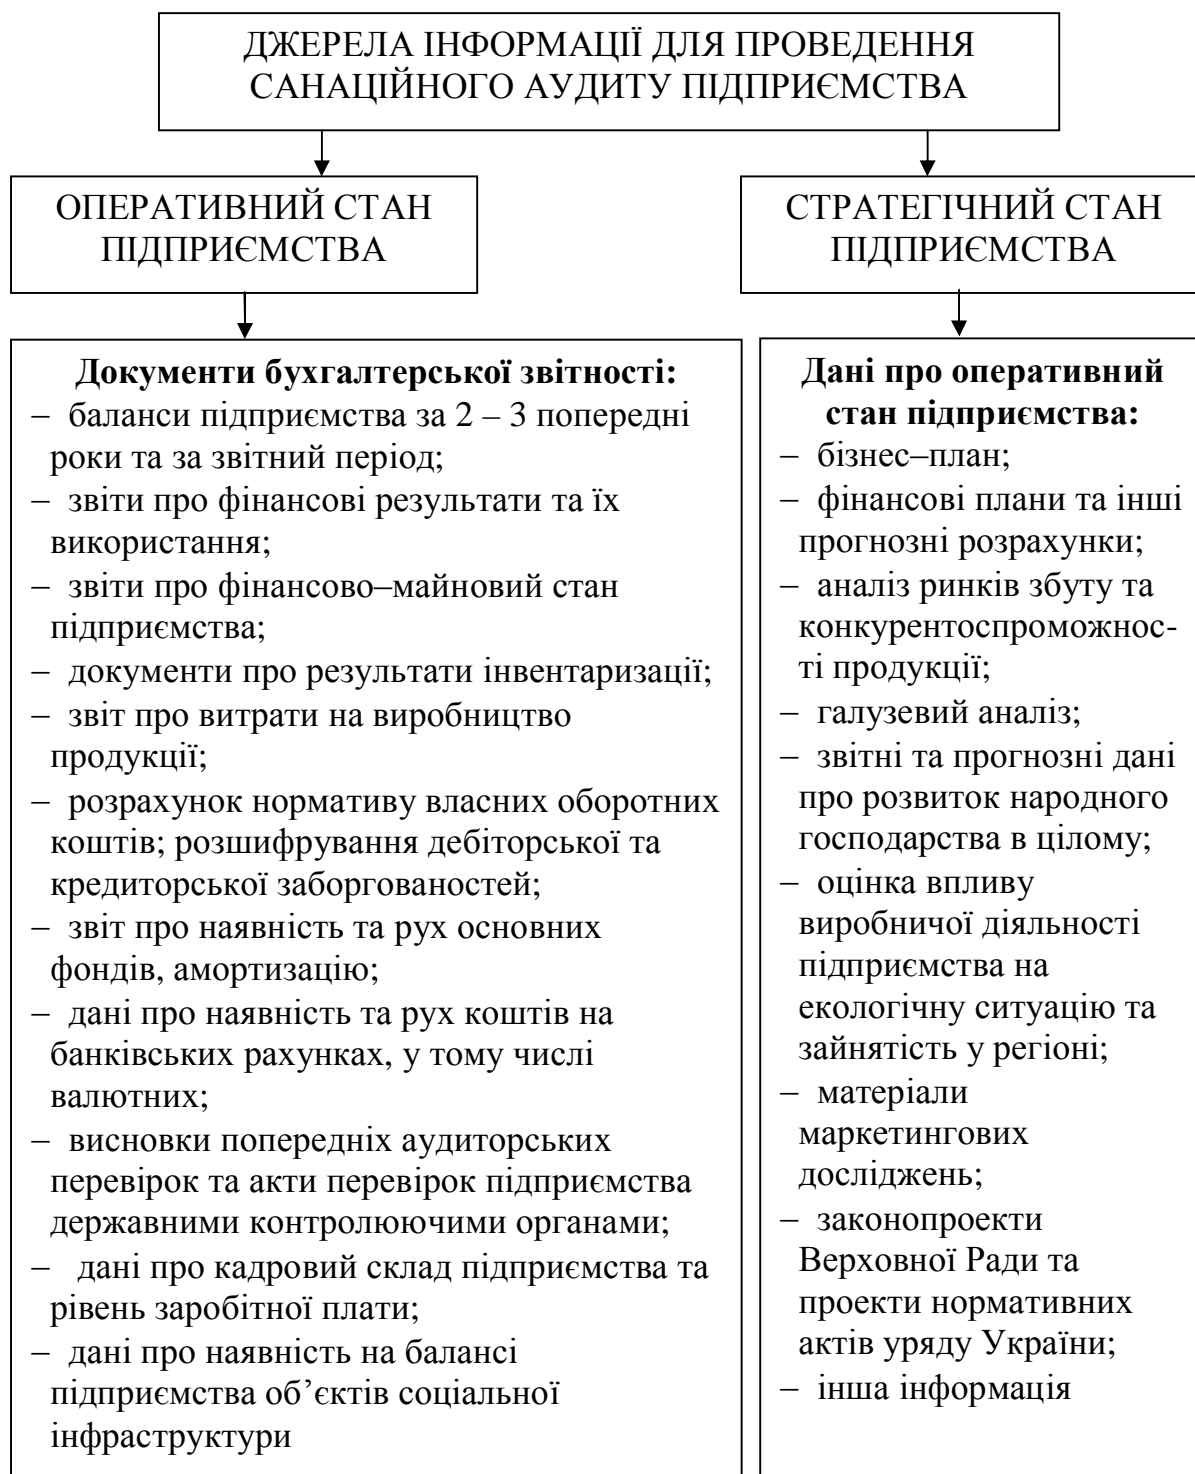 ДЖЕРЕЛА ІНФОРМАЦІЇ ДЛЯ ПРОВЕДЕННЯ
САНАЦІЙНОГО АУДИТУ ПІДПРИЄМСТВА
ОПЕРАТИВНИЙ СТАН
ПІДПРИЄМСТВА
СТРАТЕГІЧНИЙ СТАН
ПІДПРИЄМСТВА
Документи бухгалтерської звітності:
– баланси підприємства за 2 – 3 попередні
роки та за звітний період;
– звіти про фінансові результати та їх
використання;
– звіти про фінансово–майновий стан
підприємства;
– документи про результати інвентаризації;
– звіт про витрати на виробництво
продукції;
– розрахунок нормативу власних оборотних
коштів; розшифрування дебіторської та
кредиторської заборгованостей;
– звіт про наявність та рух основних
фондів, амортизацію;
– дані про наявність та рух коштів на
банківських рахунках, у тому числі
валютних;
– висновки попередніх аудиторських
перевірок та акти перевірок підприємства
державними контролюючими органами;
– дані про кадровий склад підприємства та
рівень заробітної плати;
– дані про наявність на балансі
підприємства об’єктів соціальної
інфраструктури
Дані про оперативний
стан підприємства:
– бізнес–план;
– фінансові плани та інші
прогнозні розрахунки;
– аналіз ринків збуту та
конкурентоспроможнос-
ті продукції;
– галузевий аналіз;
– звітні та прогнозні дані
про розвиток народного
господарства в цілому;
– оцінка впливу
виробничої діяльності
підприємства на
екологічну ситуацію та
зайнятість у регіоні;
– матеріали
маркетингових
досліджень;
– законопроекти
Верховної Ради та
проекти нормативних
актів уряду України;
– інша інформація